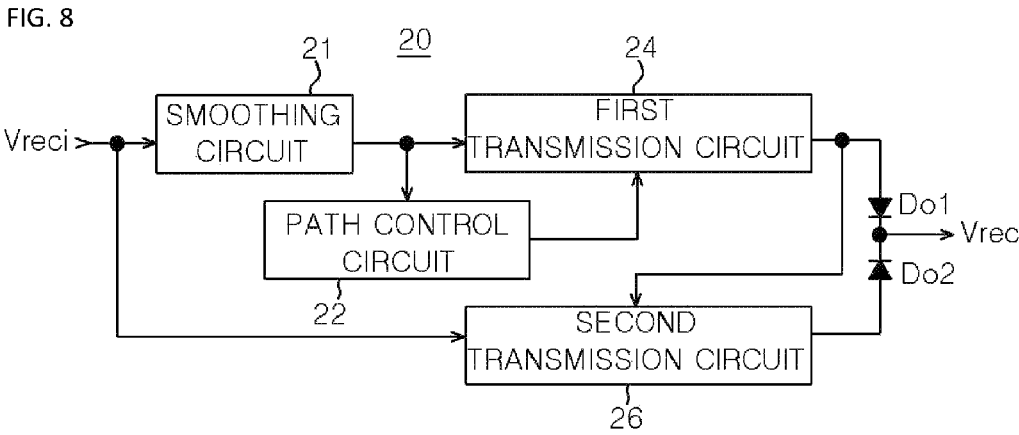 FIG. 8
20
21
24
Vreci
SMOOTHING
CIRCUIT
FIRST
TRANSMISSION CIRCUIT
PATH CONTROL
CIRCUIT
22
Do1
Vrec
Do2
SECOND
TRANSMISSION CIRCUIT
26